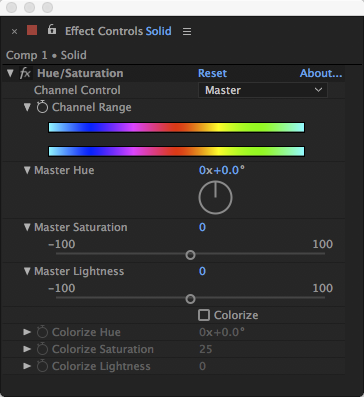 × Effect Controls Solid ≡
Comp 1 • Solid
fx Hue/Saturation Reset About...
Channel Control Master
Channel Range
Master Hue 0x+0.0°
Master Saturation 0
-100 100
Master Lightness 0
-100 100
Colorize
Colorize Hue 0x+0.0°
Colorize Saturation 25
Colorize Lightness 0